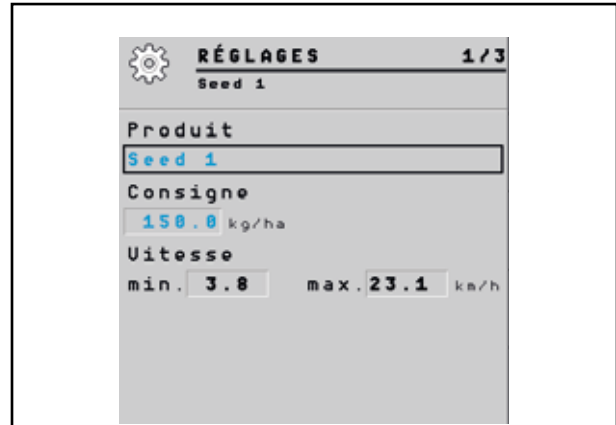 RÉGLAGES 1/3
Seed 1
Produit
Seed 1
Consigne
150.0 kg/ha
Vitesse
min. 3.8 max. 23.1 km/h